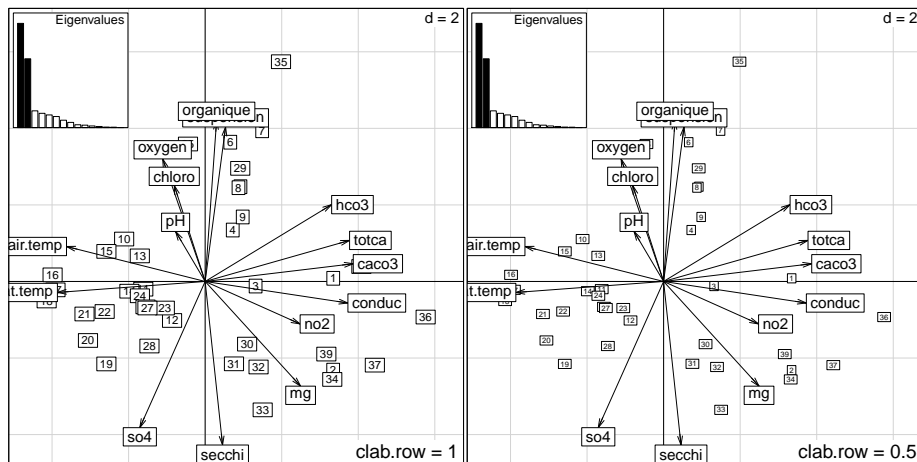 Eigenvalues
d = 2
35
organique
7
6
oxygen
29
chloro
8
hco3
9
pH
4
10
totca
air.temp
15
13
caco3
16
1
3
24
conduc
21
22
27
23
12
no2
36
20
28
30
39
19
31
32
2
37
34
mg
33
so4
secchi
clab.row = 1
Eigenvalues
d = 2
35
organique
7
6
oxygen
29
chloro
8
hco3
9
pH
4
10
totca
air.temp
15
13
caco3
16
1
3
14
24
conduc
21
22
27
23
12
no2
36
20
28
30
39
19
31
32
2
37
34
mg
33
so4
secchi
clab.row = 0.5